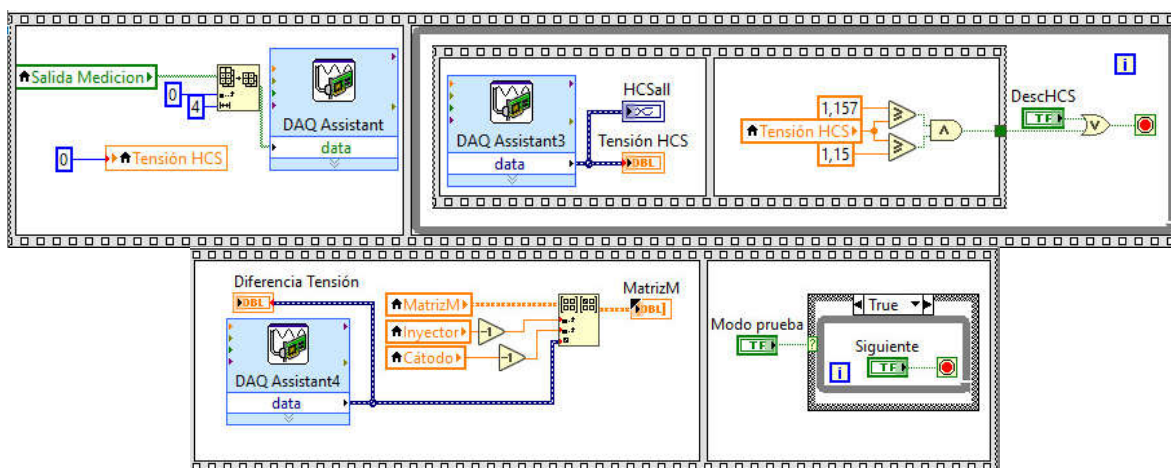 Salida Medicion
0
4
DAQ Assistant
data
0
Tensión HCS
DAQ Assistant3
data
HCSall
Tensión HCS
DBL
1,157
Tensión HCS
1,15
DescHCS
TF
i
Diferencia Tensión
DBL
DAQ Assistant4
data
MatrizM
Inyector
-1
Cátodo
-1
MatrizM
DBL
Modo prueba
TF
?
True
Siguiente
TF
i